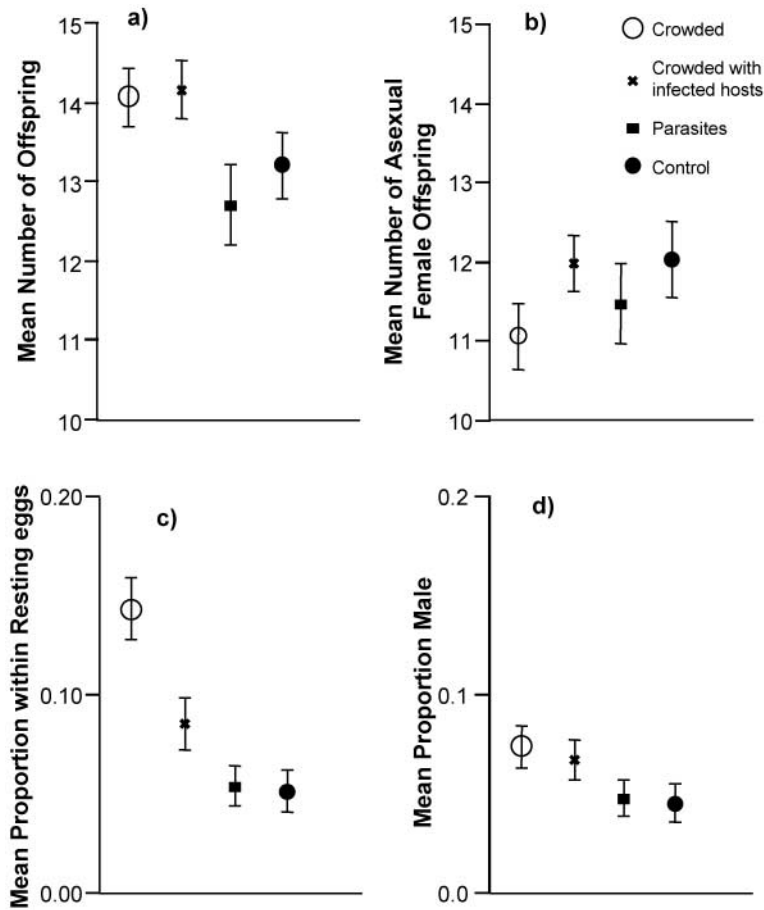 a)
15
14
13
12
11
10
Mean Number of Offspring
b)
15
14
13
12
11
10
Mean Number of Asexual
Female Offspring
Crowded
Crowded with
infected hosts
Parasites
Control
c)
0.20
0.10
0.00
Mean Proportion within Resting eggs
d)
0.2
0.1
0.0
Mean Proportion Male